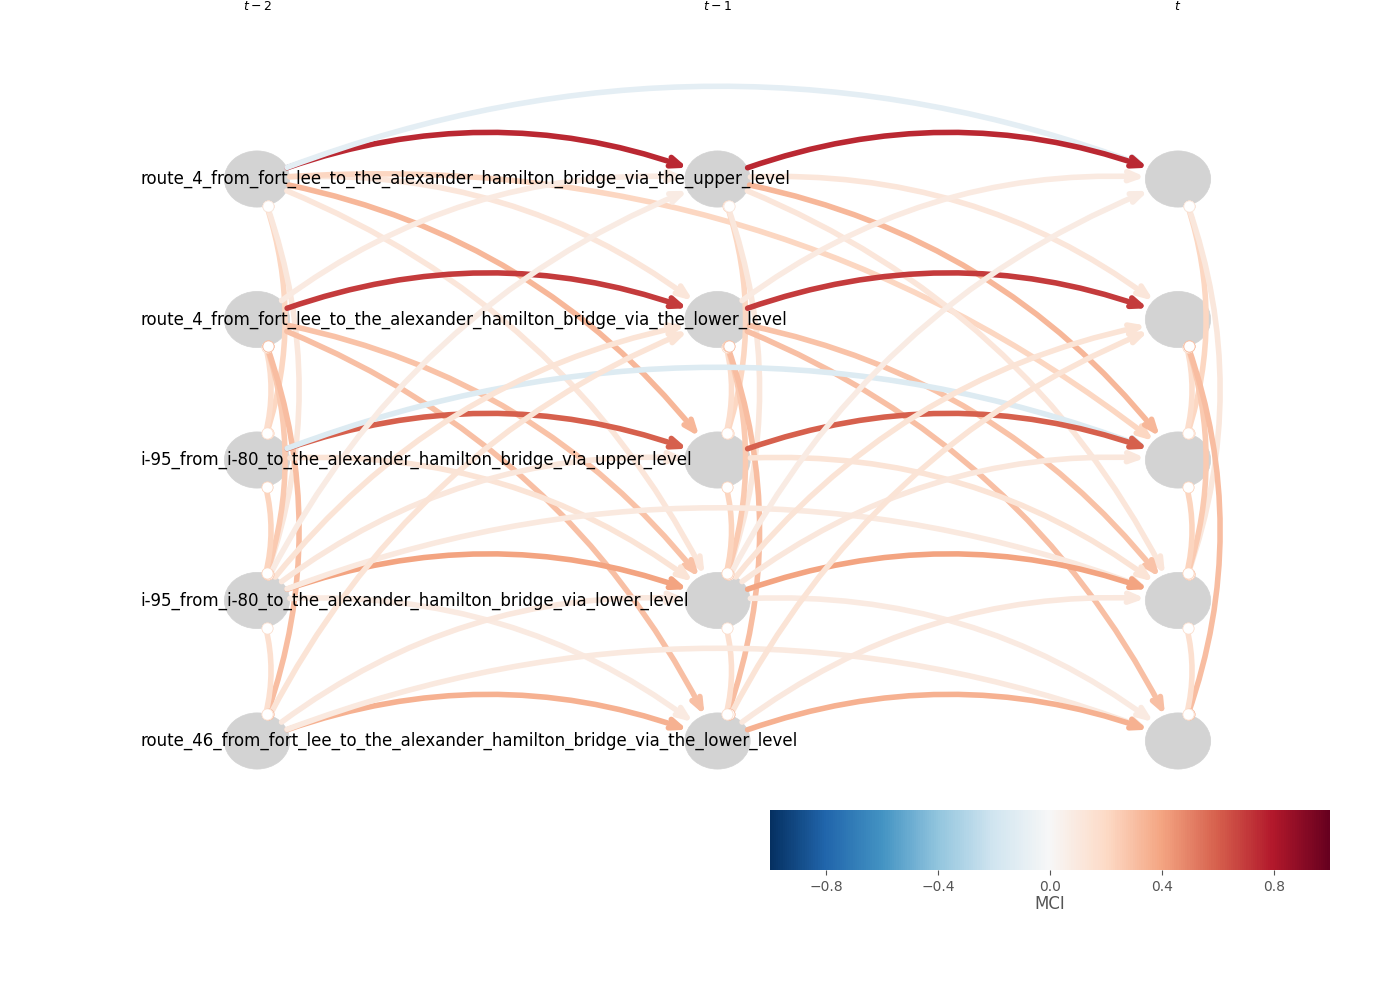 t − 2 t − 1 t
route_4_from_fort_lee_to_the_alexander_hamilton_bridge_via_the_upper_level
route_4_from_fort_lee_to_the_alexander_hamilton_bridge_via_the_lower_level
i-95_from_i-80_to_the_alexander_hamilton_bridge_via_upper_level
i-95_from_i-80_to_the_alexander_hamilton_bridge_via_lower_level
route_46_from_fort_lee_to_the_alexander_hamilton_bridge_via_the_lower_level
−0.8 −0.4 0.0 0.4 0.8
MCI